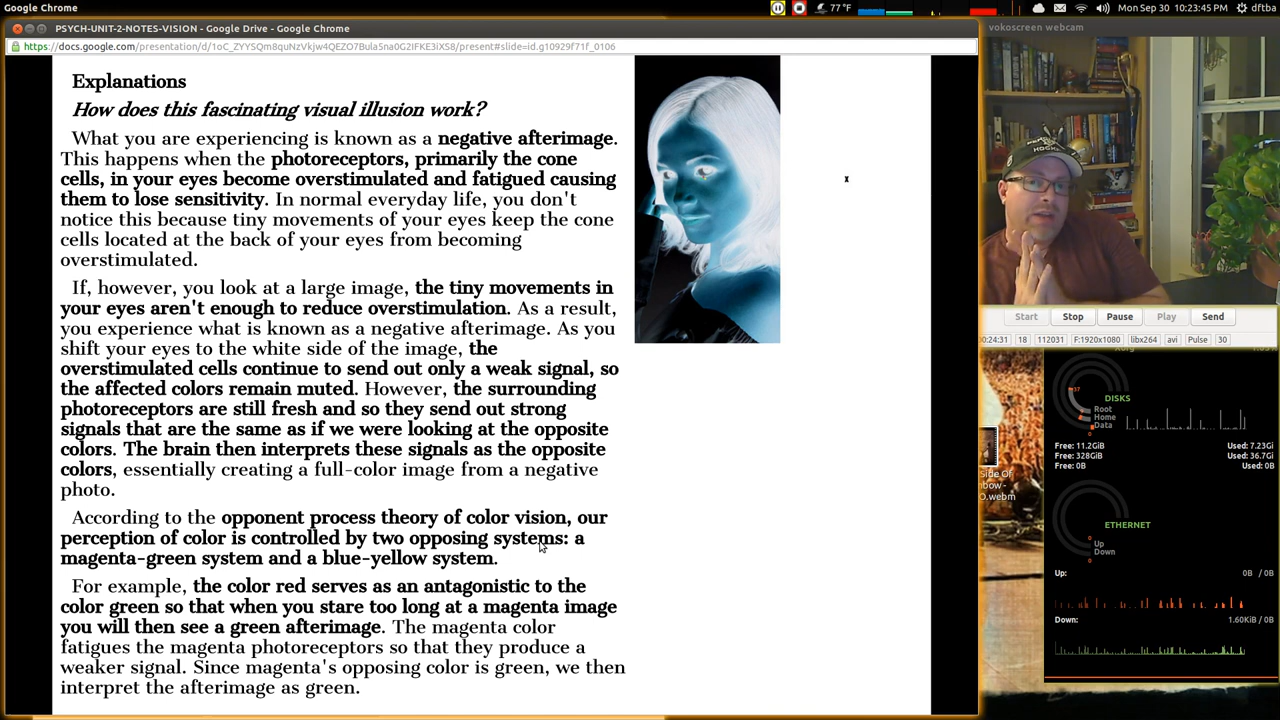 Google Chrome
77 °F
Mon Sep 30 10:23:45 PM
dftba
PSYCH-UNIT-2-NOTES-VISION - Google Drive - Google Chrome
https://docs.google.com/presentation/d/1oC_ZYYSQm8quNzVkjw4QEZO7Bula5na0G2IFKE3iXS8/present#slide=id.g10929f71f_0106
Explanations
How does this fascinating visual illusion work?
What you are experiencing is known as a negative afterimage.
This happens when the photoreceptors, primarily the cone
cells, in your eyes become overstimulated and fatigued causing
them to lose sensitivity. In normal everyday life, you don't
notice this because tiny movements of your eyes keep the cone
cells located at the back of your eyes from becoming
overstimulated.
If, however, you look at a large image, the tiny movements in
your eyes aren't enough to reduce overstimulation. As a result,
you experience what is known as a negative afterimage. As you
shift your eyes to the white side of the image, the
overstimulated cells continue to send out only a weak signal, so
the affected colors remain muted. However, the surrounding
photoreceptors are still fresh and so they send out strong
signals that are the same as if we were looking at the opposite
colors. The brain then interprets these signals as the opposite
colors, essentially creating a full-color image from a negative
photo.
According to the opponent process theory of color vision, our
perception of color is controlled by two opposing systems: a
magenta-green system and a blue-yellow system.
For example, the color red serves as an antagonistic to the
color green so that when you stare too long at a magenta image
you will then see a green afterimage. The magenta color
fatigues the magenta photoreceptors so that they produce a
weaker signal. Since magenta's opposing color is green, we then
interpret the afterimage as green.
x
vokoscreen webcam
Start Stop Pause Play Send
00:24:31 18 112031 F:1920x1080 libx264 avi Pulse 30
DISKS
Root
Home
Data
Free: 11.2GiB Used: 7.23GiB
Free: 328GiB Used: 36.7Gi
Free: 0B Used: 0B
Side Of
nbow -
O.webm
ETHERNET
Up
Down
Up: 0B / 0B
Down: 1.60KiB / 0B